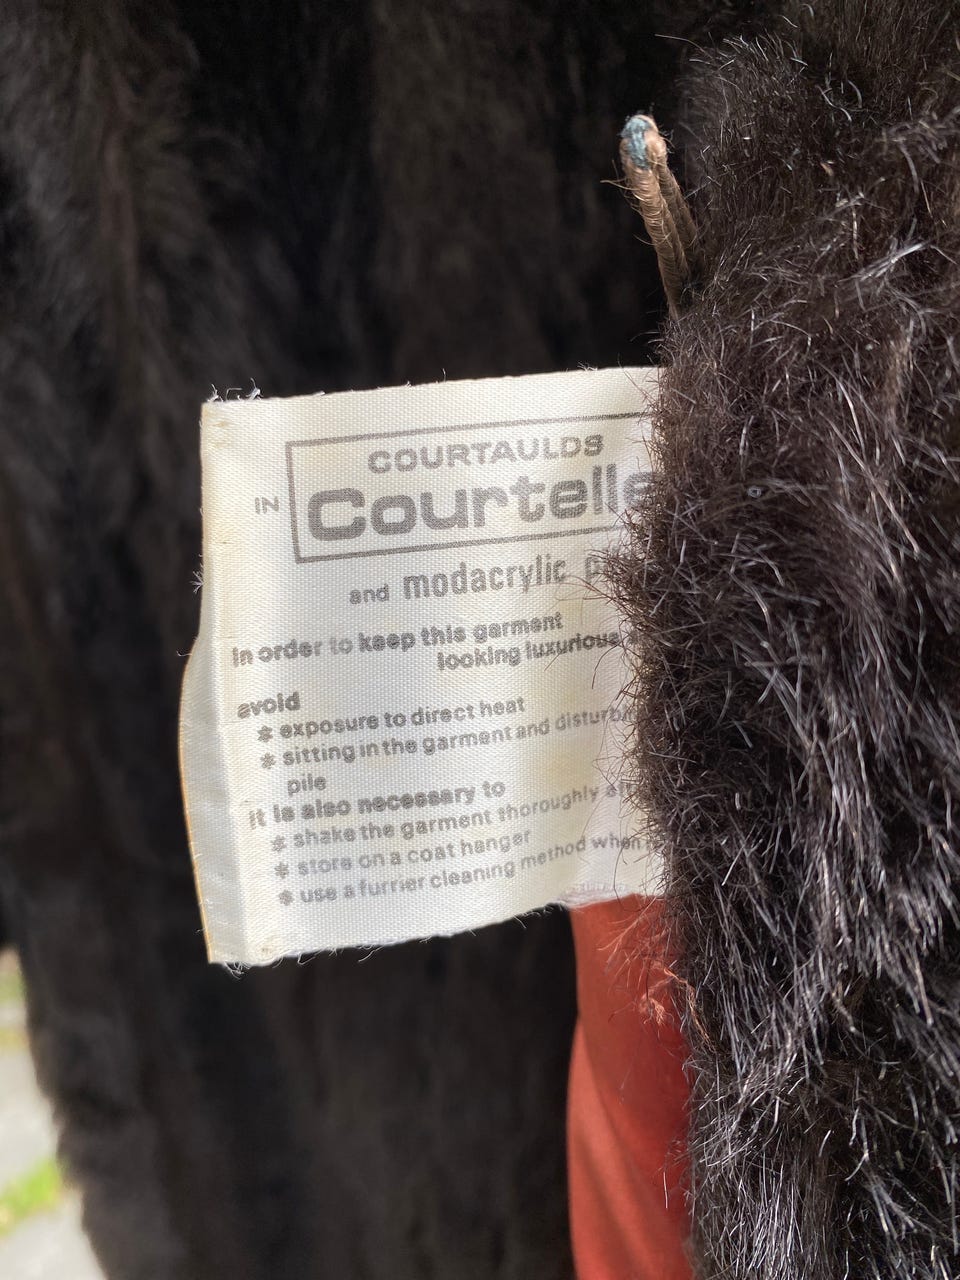 COURTAULDS
IN Courtelle
and modacrylic
In order to keep this garment
looking luxurious
avoid
* exposure to direct heat
* sitting in the garment and
pile
It is also necessary to
* shake the garment thoroughly
* store on a coat hanger
* use a furrier cleaning method when